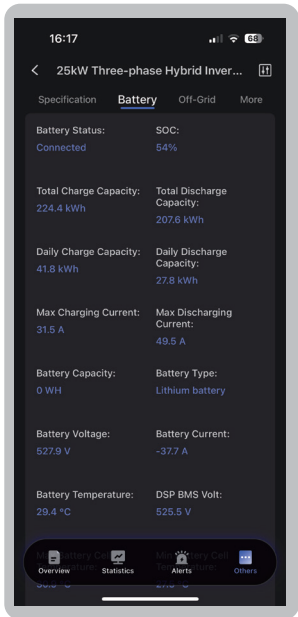 16:17
68
25kW Three-phase Hybrid Inver...
Specification Battery Off-Grid More
Battery Status: SOC:
Connected 54%
Total Charge Capacity: Total Discharge
Capacity:
224.4 kWh
207.6 kWh
Daily Charge Capacity: Daily Discharge
Capacity:
41.8 kWh
27.8 kWh
Max Charging Current: Max Discharging
Current:
31.5 A
49.5 A
Battery Capacity: Battery Type:
0 WH Lithium battery
Battery Voltage: Battery Current:
527.9 V -37.7 A
Battery Temperature: DSP BMS Volt:
29.4 °C 525.5 V
Overview Statistics Alerts Others